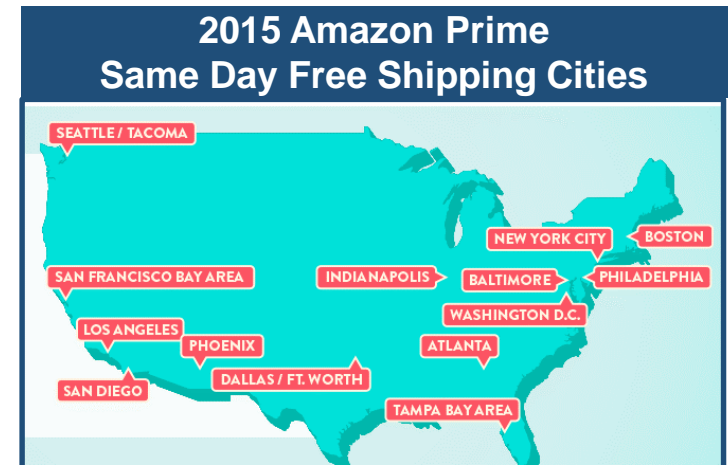 2015 Amazon Prime
Same Day Free Shipping Cities
SEATTLE / TACOMA
NEW YORK CITY
BOSTON
SAN FRANCISCO BAY AREA
INDIANAPOLIS
BALTIMORE
PHILADELPHIA
WASHINGTON D.C.
LOS ANGELES
PHOENIX
ATLANTA
DALLAS / FT. WORTH
SAN DIEGO
TAMPA BAY AREA